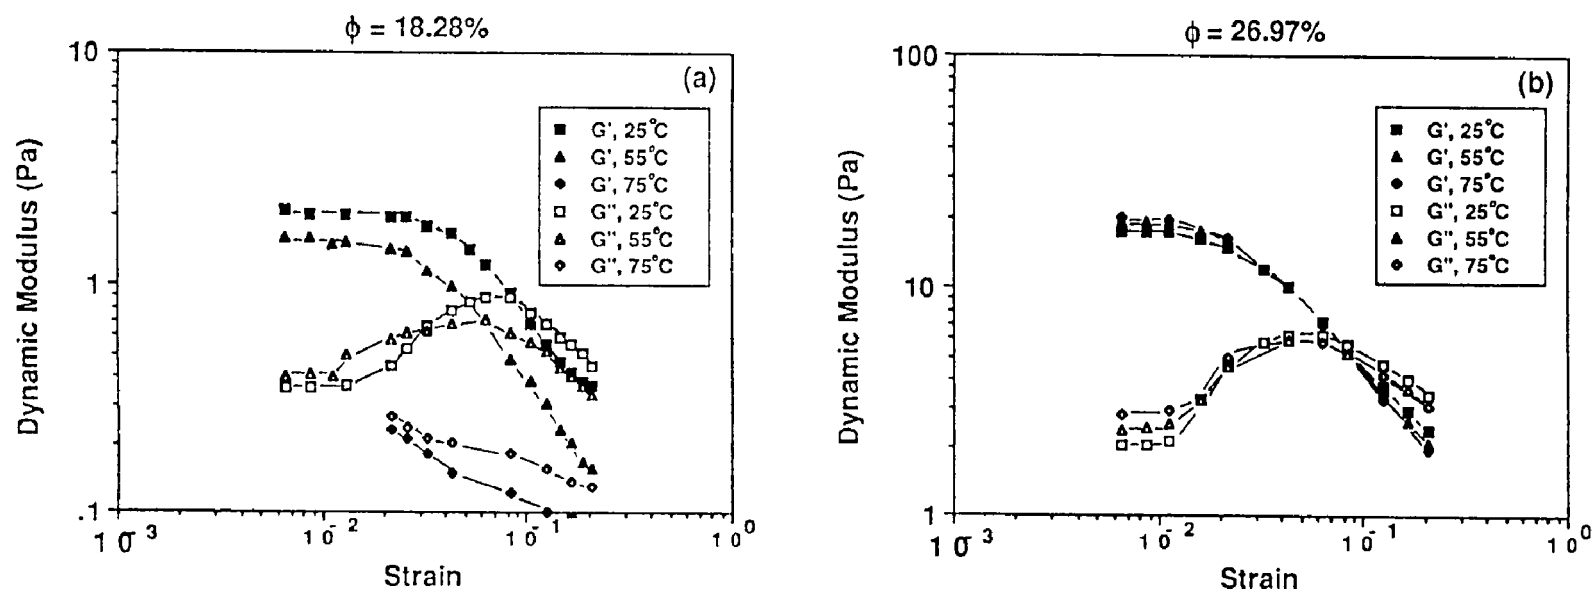 ϕ = 18.28%
10
(a)
G', 25°C
G', 55°C
G', 75°C
G'', 25°C
G'', 55°C
G'', 75°C
1
.1
Dynamic Modulus (Pa)
10⁻³
10⁻²
10⁻¹
10⁰
Strain
ϕ = 26.97%
100
(b)
G', 25°C
G', 55°C
G', 75°C
G'', 25°C
G'', 55°C
G'', 75°C
10
1
Dynamic Modulus (Pa)
10⁻³
10⁻²
10⁻¹
10⁰
Strain